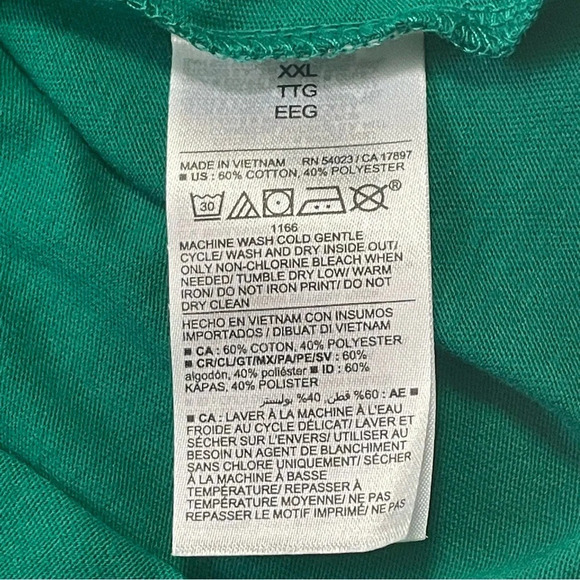 XXL
TTG
EEG
MADE IN VIETNAM RN 54023 / CA 17897
■ US : 60% COTTON, 40% POLYESTER
30 ®
1166
MACHINE WASH COLD GENTLE
CYCLE/ WASH AND DRY INSIDE OUT/
ONLY NON-CHLORINE BLEACH WHEN
NEEDED/ TUMBLE DRY LOW/ WARM
IRON/ DO NOT IRON PRINT/ DO NOT
DRY CLEAN
HECHO EN VIETNAM CON INSUMOS
IMPORTADOS / DIBUAT DI VIETNAM
■ CA : 60% COTON, 40% POLYESTER
■ CR/CL/GT/MX/PA/PE/SV : 60%
algodón, 40% poliéster ■ ID : 60%
KAPAS, 40% POLISTER
■ AE : 60% قطن, 40% بوليستر
■ CA : LAVER À LA MACHINE À L'EAU
FROIDE AU CYCLE DÉLICAT/ LAVER ET
SÉCHER SUR L'ENVERS/ UTILISER AU
BESOIN UN AGENT DE BLANCHIMENT
SANS CHLORE UNIQUEMENT/ SÉCHER
À LA MACHINE À BASSE
TEMPÉRATURE/ REPASSER À
TEMPÉRATURE MOYENNE/ NE PAS
REPASSER LE MOTIF IMPRIMÉ/ NE PAS